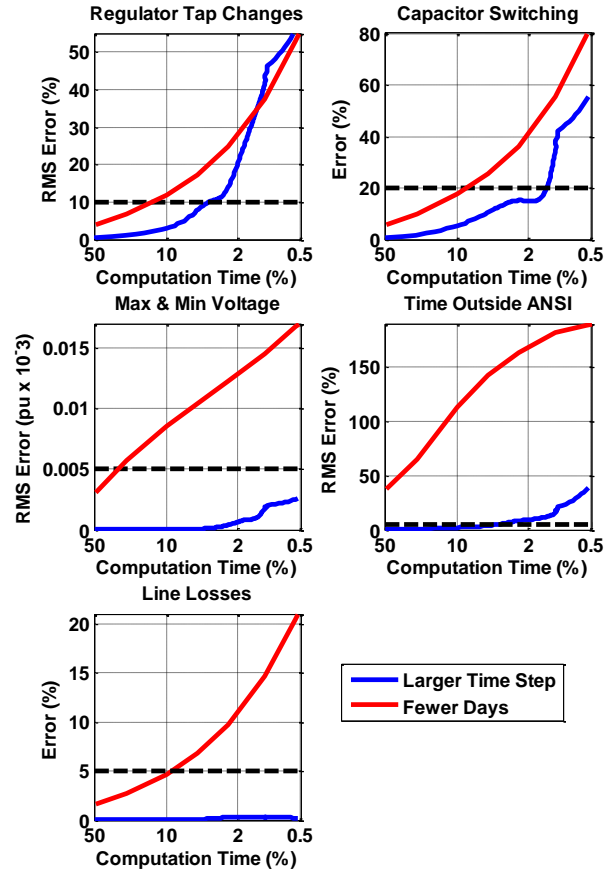 Regulator Tap Changes
RMS Error (%)
50
40
30
20
10
0
50 10 2 0.5
Computation Time (%)
Capacitor Switching
Error (%)
80
60
40
20
0
50 10 2 0.5
Computation Time (%)
Max & Min Voltage
RMS Error (pu x 10^-3)
0.015
0.01
0.005
0
50 10 2 0.5
Computation Time (%)
Time Outside ANSI
RMS Error (%)
150
100
50
0
50 10 2 0.5
Computation Time (%)
Line Losses
Error (%)
20
15
10
5
0
50 10 2 0.5
Computation Time (%)
Larger Time Step
Fewer Days